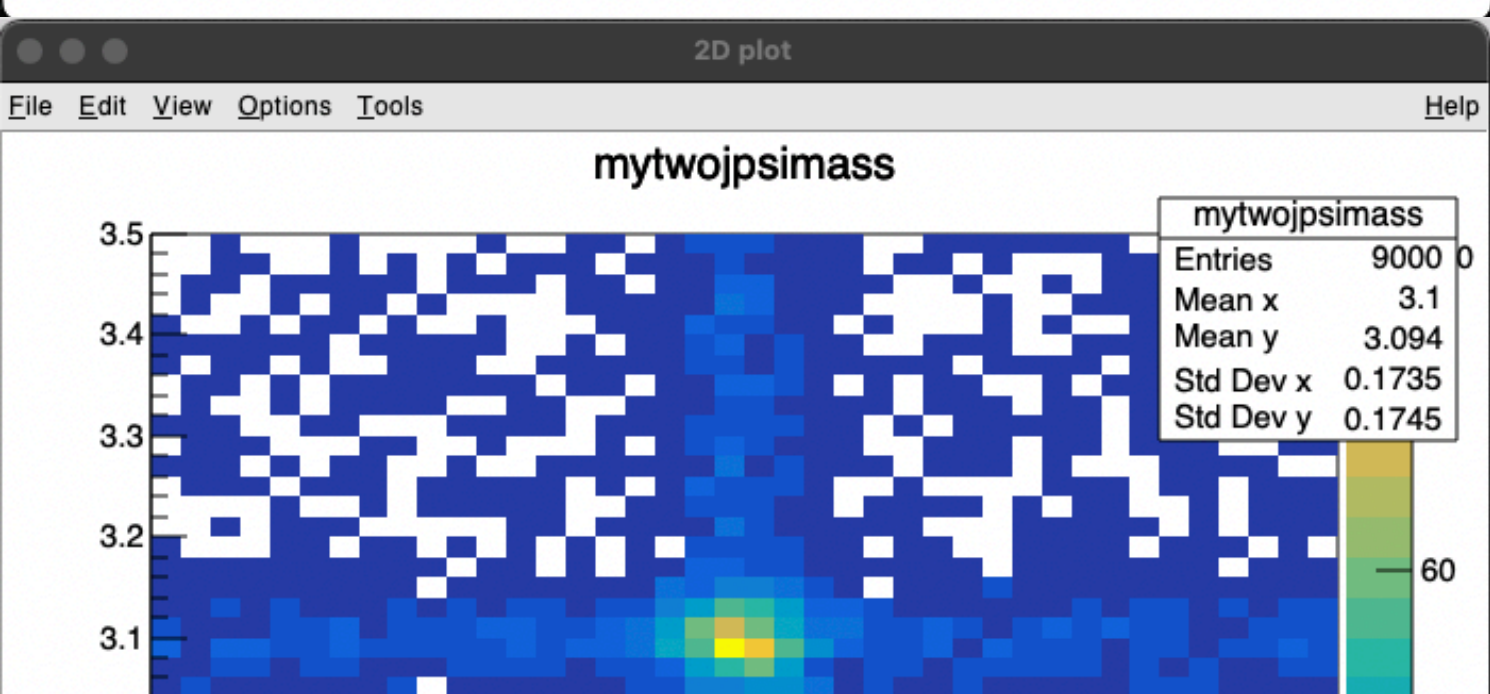 2D plot
File Edit View Options Tools Help
mytwojpsimass
mytwojpsimass
Entries 9000
Mean x 3.1
Mean y 3.094
Std Dev x 0.1735
Std Dev y 0.1745
0
3.5
3.4
3.3
3.2
3.1
60